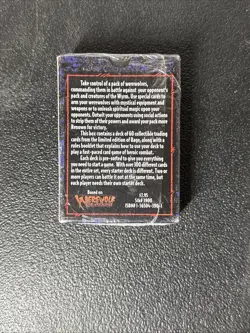 Take control of a pack of werewolves,
commanding them in battle against your opponent's
pack and creatures of the Wyrm. Use special cards to
arm your werewolves with mystical equipment and
weapons or to unleash spiritual magic upon your
opponents. Outwit your opponents using social actions
to strip them of their powers and award your pack more
Renown for victory.
This box contains a deck of 60 collectible trading
cards from the limited edition of Rage, along with a
rules booklet that explains how to use your deck to
play a fast-paced card game of heroic combat.
Each deck is pre-sorted to give you everything
you need to start a game. With over 300 different cards
in the entire set, every starter deck is different. Two or
more players can battle it out at the same time, but
each player needs their own starter deck.
Based on
WEREWOLF
$7.95
Stk#
ISBN#